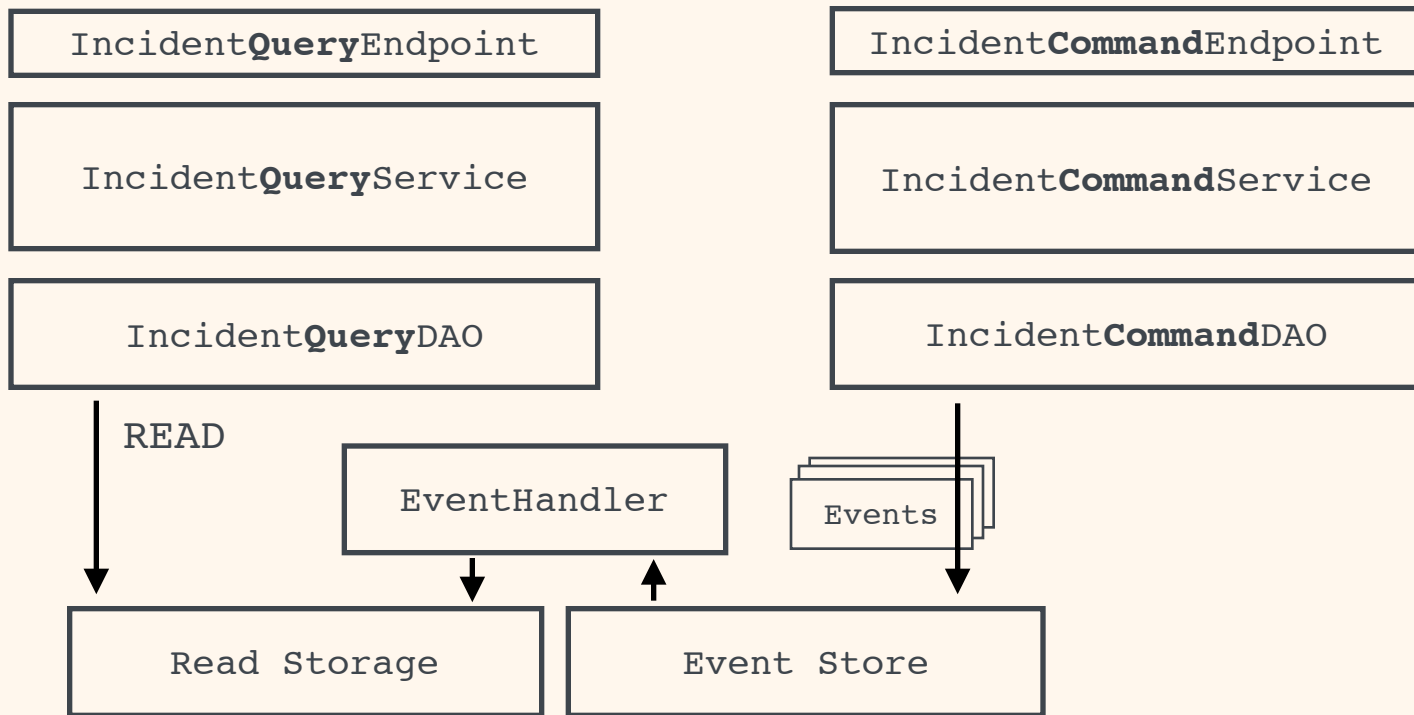 IncidentQueryEndpoint
IncidentCommandEndpoint
IncidentQueryService
IncidentCommandService
IncidentQueryDAO
IncidentCommandDAO
READ
EventHandler
Events
Read Storage
Event Store